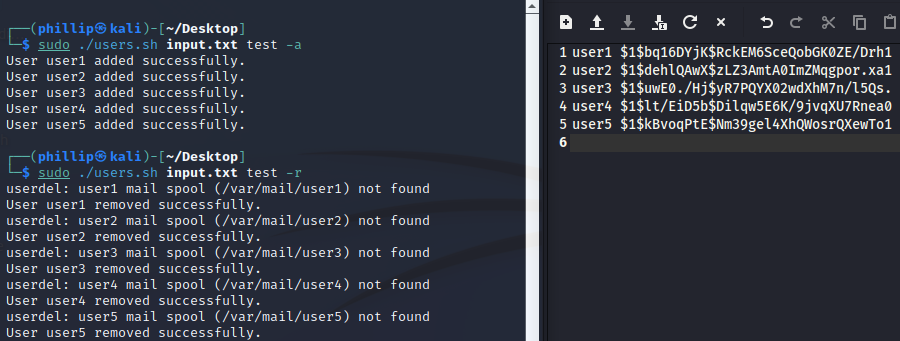 ┌──(phillip㉿kali)-[~/Desktop]
└─$ sudo ./users.sh input.txt test -a
User user1 added successfully.
User user2 added successfully.
User user3 added successfully.
User user4 added successfully.
User user5 added successfully.
┌──(phillip㉿kali)-[~/Desktop]
└─$ sudo ./users.sh input.txt test -r
userdel: user1 mail spool (/var/mail/user1) not found
User user1 removed successfully.
userdel: user2 mail spool (/var/mail/user2) not found
User user2 removed successfully.
userdel: user3 mail spool (/var/mail/user3) not found
User user3 removed successfully.
userdel: user4 mail spool (/var/mail/user4) not found
User user4 removed successfully.
userdel: user5 mail spool (/var/mail/user5) not found
User user5 removed successfully.
1 user1 $1$bq16DYjK$RckEM6SceQobGK0ZE/Drh1
2 user2 $1$dehlQAwX$zLZ3AmtA0ImZMqgpor.xa1
3 user3 $1$uwE0./Hj$yR7PQYX02wdXhM7n/l5Qs.
4 user4 $1$lt/EiD5b$Dilqw5E6K/9jvqXU7Rnea0
5 user5 $1$kBvoqPtE$Nm39gel4XhQWosrQXewTo1
6